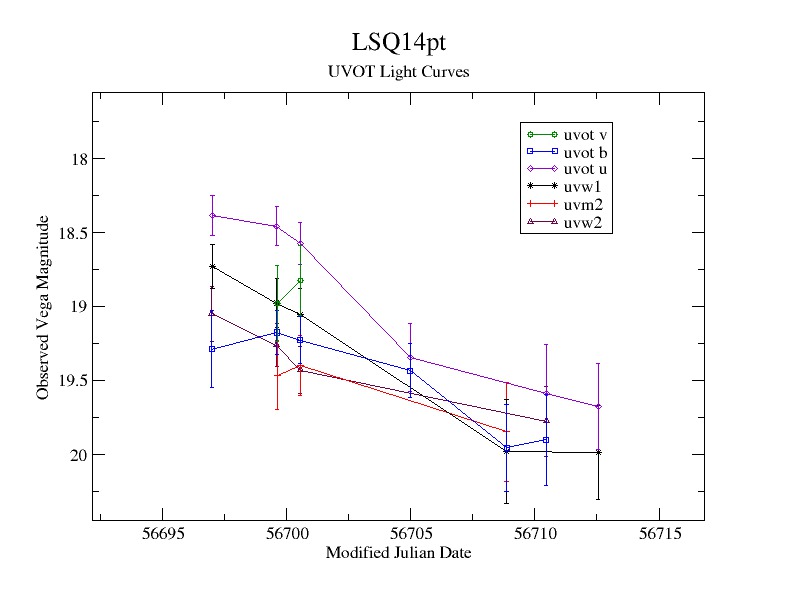 LSQ14pt
UVOT Light Curves
uvot v
uvot b
uvot u
uvw1
uvm2
uvw2
Observed Vega Magnitude
18
18.5
19
19.5
20
56695 56700 56705 56710 56715
Modified Julian Date